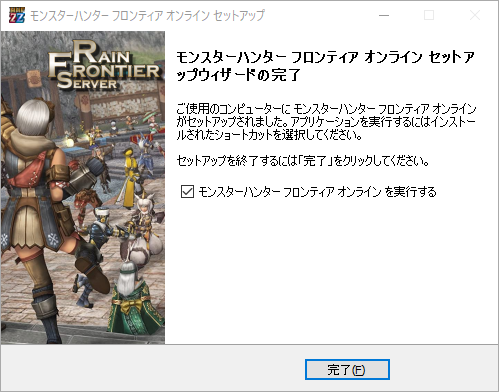 モンスターハンター フロンティア オンライン セットアップ
RAIN
FRONTIER
SERVER
モンスターハンター フロンティア オンライン セットア
ップウィザードの完了
ご使用のコンピューターに モンスターハンター フロンティア オンライン
がセットアップされました。アプリケーションを実行するにはインストー
ルされたショートカットを選択してください。
セットアップを終了するには「完了」をクリックしてください。
モンスターハンター フロンティア オンライン を実行する
完了(F)